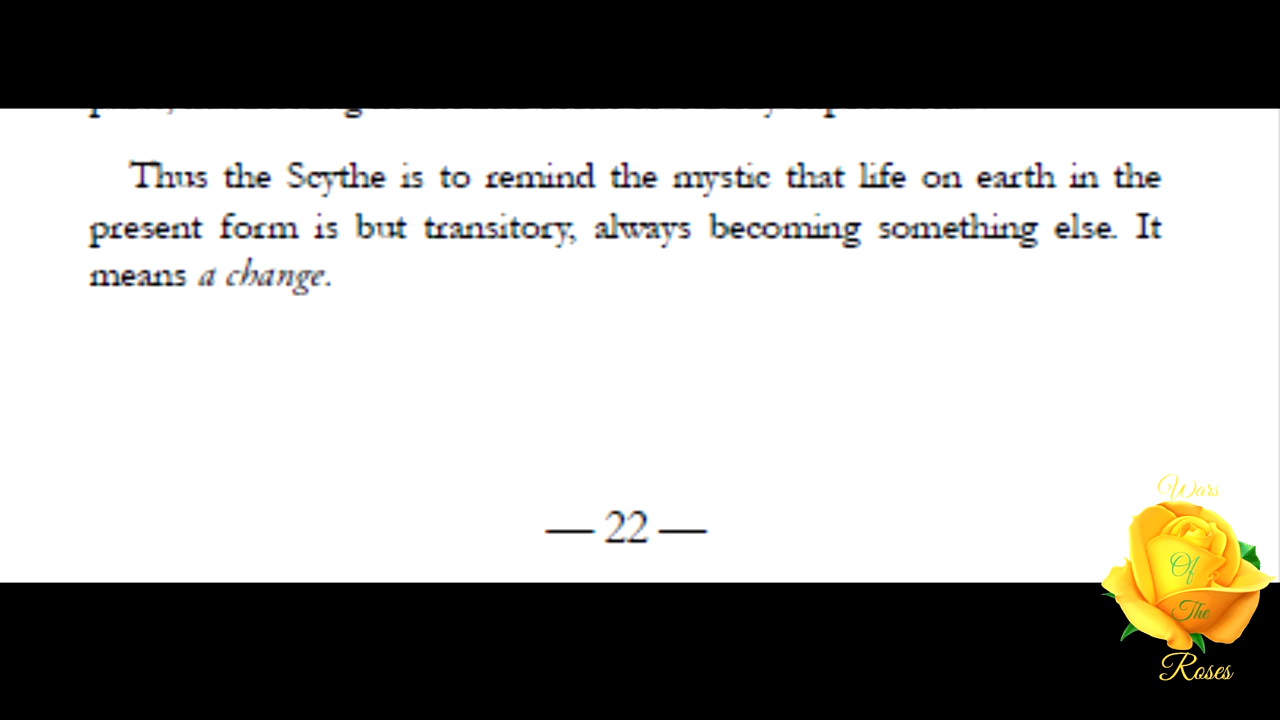 Thus the Scythe is to remind the mystic that life on earth in the
present form is but transitory, always becoming something else. It
means a change.
— 22 —
Wars
Of
The
Roses